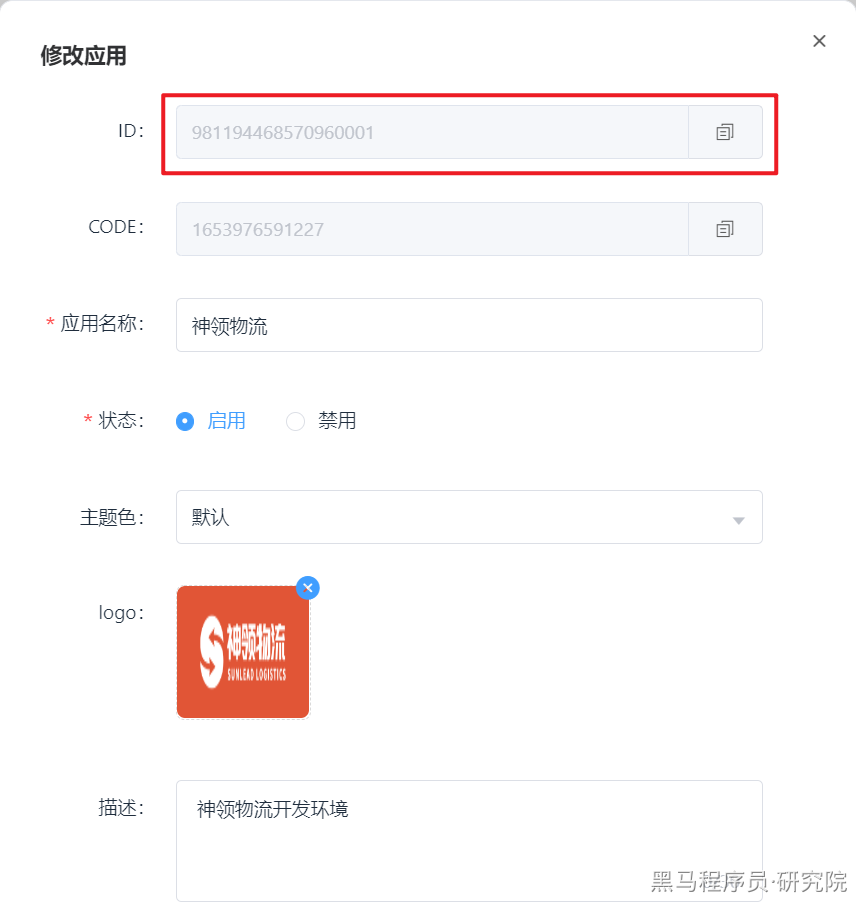 修改应用
ID：
981194468570960001
CODE：
1653976591227
* 应用名称：
神领物流
* 状态：
启用
禁用
主题色：
默认
logo：
神领物流
SUNLEAD LOGISTICS
描述：
神领物流开发环境
黑马程序员·研究院